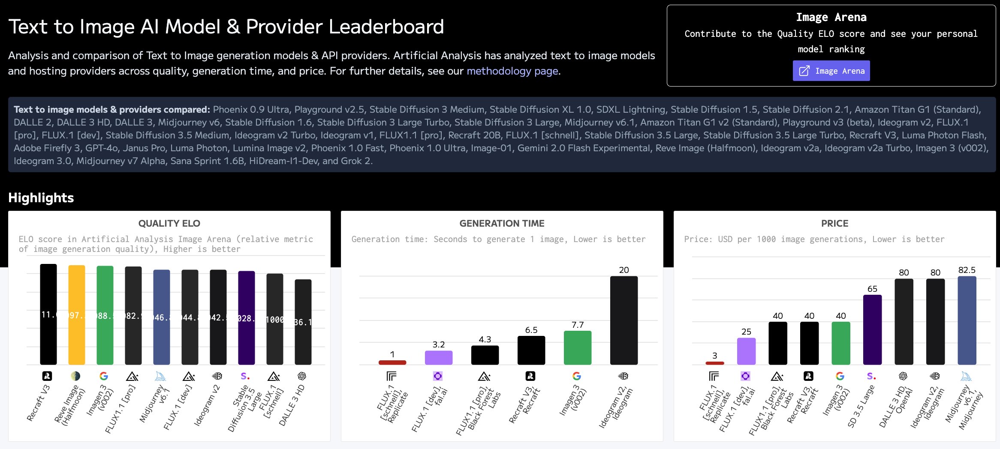 Text to Image AI Model & Provider Leaderboard
Analysis and comparison of Text to Image generation models & API providers. Artificial Analysis has analyzed text to image models
and hosting providers across quality, generation time, and price. For further details, see our methodology page.
Image Arena
Contribute to the Quality ELO score and see your personal
model ranking
Image Arena
Text to image models & providers compared: Phoenix 0.9 Ultra, Playground v2.5, Stable Diffusion 3 Medium, Stable Diffusion XL 1.0, SDXL Lightning, Stable Diffusion 1.5, Stable Diffusion 2.1, Amazon Titan G1 (Standard),
DALLE 2, DALLE 3 HD, DALLE 3, Midjourney v6, Stable Diffusion 1.6, Stable Diffusion 3 Large Turbo, Stable Diffusion 3 Large, Midjourney v6.1, Amazon Titan G1 v2 (Standard), Playground v3 (beta), Ideogram v2, FLUX.1
[pro], FLUX.1 [dev], Stable Diffusion 3.5 Medium, Ideogram v2 Turbo, Ideogram v1, FLUX1.1 [pro], Recraft 20B, FLUX.1 [schnell], Stable Diffusion 3.5 Large, Stable Diffusion 3.5 Large Turbo, Recraft V3, Luma Photon Flash,
Adobe Firefly 3, GPT-4o, Janus Pro, Luma Photon, Lumina Image v2, Phoenix 1.0 Fast, Phoenix 1.0 Ultra, Image-01, Gemini 2.0 Flash Experimental, Reve Image (Halfmoon), Ideogram v2a, Ideogram v2a Turbo, Imagen 3 (v002),
Ideogram 3.0, Midjourney v7 Alpha, Sana Sprint 1.6B, HiDream-I1-Dev, and Grok 2.
Highlights
QUALITY ELO
ELO score in Artificial Analysis Image Arena (relative metric
of image generation quality), Higher is better
1000
Recraft V3
Reve Image
(Halfmoon)
Imagen 3
(v002)
FLUX1.1 [pro]
Midjourney
v6.1
FLUX.1 [dev]
Ideogram v2
Stable
Diffusion 3.5
Large
FLUX.1
[schnell]
DALLE 3 HD
GENERATION TIME
Generation time: Seconds to generate 1 image, Lower is better
1
3.2
4.3
6.5
7.7
20
FLUX.1
[schnell],
Replicate
FLUX.1 [dev],
fal.ai
FLUX1.1 [pro],
Black Forest
Labs
Recraft V3,
Recraft
Imagen 3
(v002)
Ideogram v2,
Ideogram
PRICE
Price: USD per 1000 image generations, Lower is better
3
25
40
40
40
65
80
80
82.5
FLUX.1
[schnell],
Replicate
FLUX.1 [dev],
fal.ai
FLUX1.1 [pro],
Black Forest
Labs
Recraft V3,
Recraft
Imagen 3
(v002)
SD 3.5 Large
DALLE 3 HD,
OpenAI
Ideogram v2,
Ideogram
Midjourney
v6.1,
Midjourney